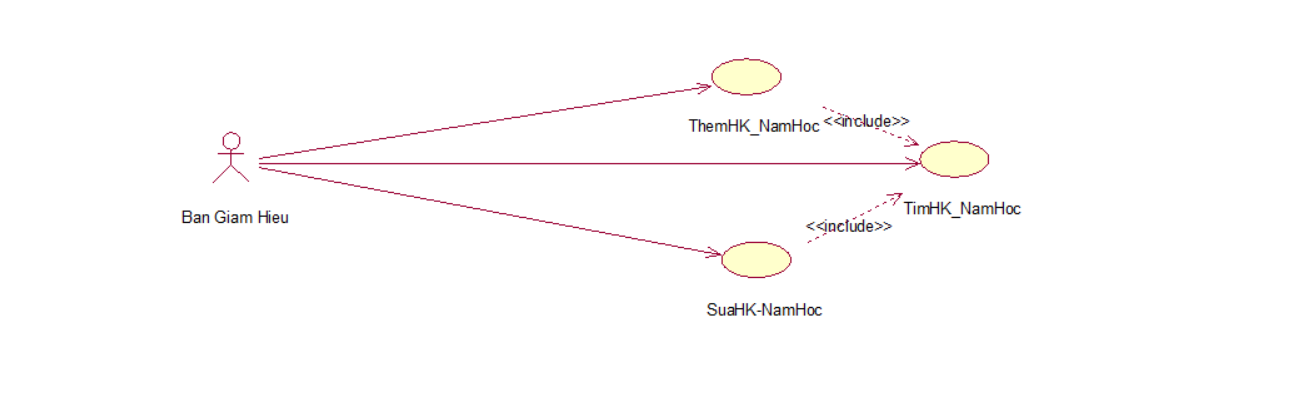 ThemHK_NamHoc
<<include>>
Ban Giam Hieu
TimHK_NamHoc
<<include>>
SuaHK-NamHoc